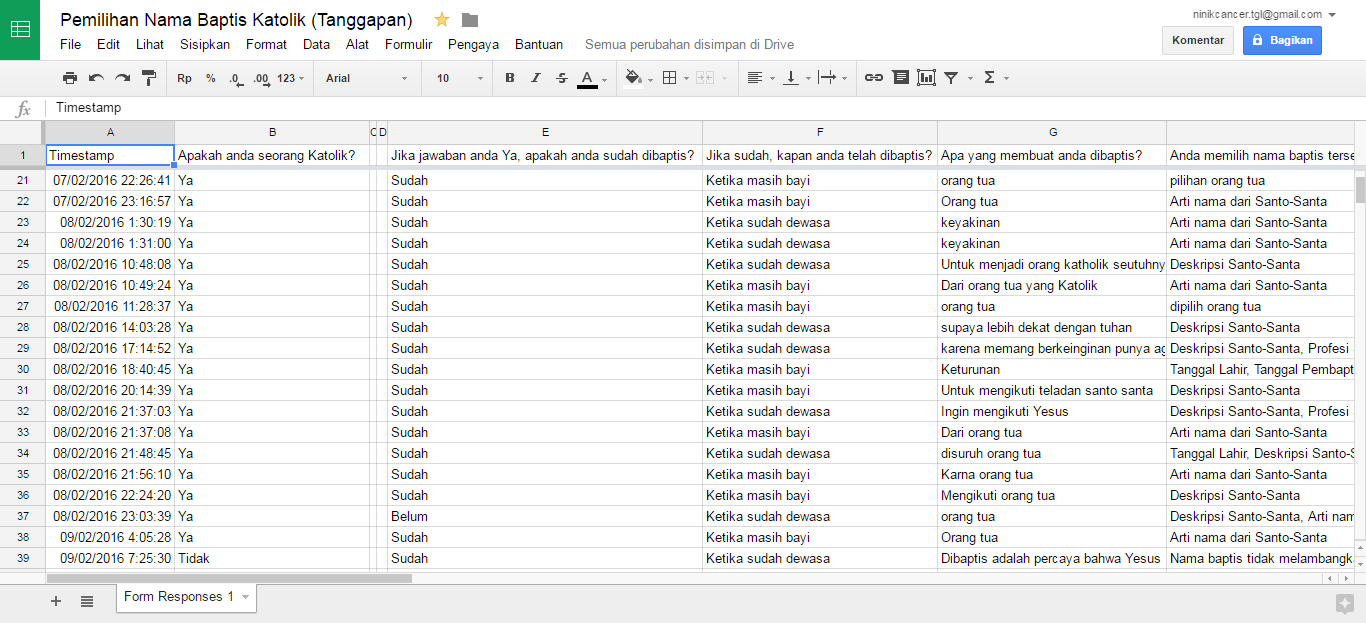 Pemilihan Nama Baptis Katolik (Tanggapan)
ninikcancer.tgl@gmail.com
File Edit Lihat Sisipkan Format Data Alat Formulir Pengaya Bantuan Semua perubahan disimpan di Drive
Komentar Bagikan
Rp % .0 .00 123 Arial 10 B I S A Σ
fx Timestamp
A B C D E F G
1 Timestamp Apakah anda seorang Katolik? Jika jawaban anda Ya, apakah anda sudah dibaptis? Jika sudah, kapan anda telah dibaptis? Apa yang membuat anda dibaptis? Anda memilih nama baptis terse
21 07/02/2016 22:26:41 Ya Sudah Ketika masih bayi orang tua pilihan orang tua
22 07/02/2016 23:16:57 Ya Sudah Ketika masih bayi Orang tua Arti nama dari Santo-Santa
23 08/02/2016 1:30:19 Ya Sudah Ketika sudah dewasa keyakinan Arti nama dari Santo-Santa
24 08/02/2016 1:31:00 Ya Sudah Ketika sudah dewasa keyakinan Arti nama dari Santo-Santa
25 08/02/2016 10:48:08 Ya Sudah Ketika sudah dewasa Untuk menjadi orang katholik seutuhny Deskripsi Santo-Santa
26 08/02/2016 10:49:24 Ya Sudah Ketika masih bayi Dari orang tua yang Katolik Arti nama dari Santo-Santa
27 08/02/2016 11:28:37 Ya Sudah Ketika masih bayi orang tua dipilih orang tua
28 08/02/2016 14:03:28 Ya Sudah Ketika sudah dewasa supaya lebih dekat dengan tuhan Deskripsi Santo-Santa
29 08/02/2016 17:14:52 Ya Sudah Ketika sudah dewasa karena memang berkeinginan punya ag Deskripsi Santo-Santa, Profesi
30 08/02/2016 18:40:45 Ya Sudah Ketika masih bayi Keturunan Tanggal Lahir, Tanggal Pembapt
31 08/02/2016 20:14:39 Ya Sudah Ketika masih bayi Untuk mengikuti teladan santo santa Deskripsi Santo-Santa
32 08/02/2016 21:37:03 Ya Sudah Ketika sudah dewasa Ingin mengikuti Yesus Deskripsi Santo-Santa, Profesi
33 08/02/2016 21:37:08 Ya Sudah Ketika masih bayi Dari orang tua Arti nama dari Santo-Santa
34 08/02/2016 21:48:45 Ya Sudah Ketika sudah dewasa disuruh orang tua Tanggal Lahir, Deskripsi Santo-S
35 08/02/2016 21:56:10 Ya Sudah Ketika masih bayi Karna orang tua Arti nama dari Santo-Santa
36 08/02/2016 22:24:20 Ya Sudah Ketika masih bayi Mengikuti orang tua Deskripsi Santo-Santa
37 08/02/2016 23:03:39 Ya Belum Ketika sudah dewasa orang tua Deskripsi Santo-Santa, Arti nam
38 09/02/2016 4:05:28 Ya Sudah Ketika masih bayi Orang tua Arti nama dari Santo-Santa
39 09/02/2016 7:25:30 Tidak Sudah Ketika sudah dewasa Dibaptis adalah percaya bahwa Yesus Nama baptis tidak melambangk
Form Responses 1